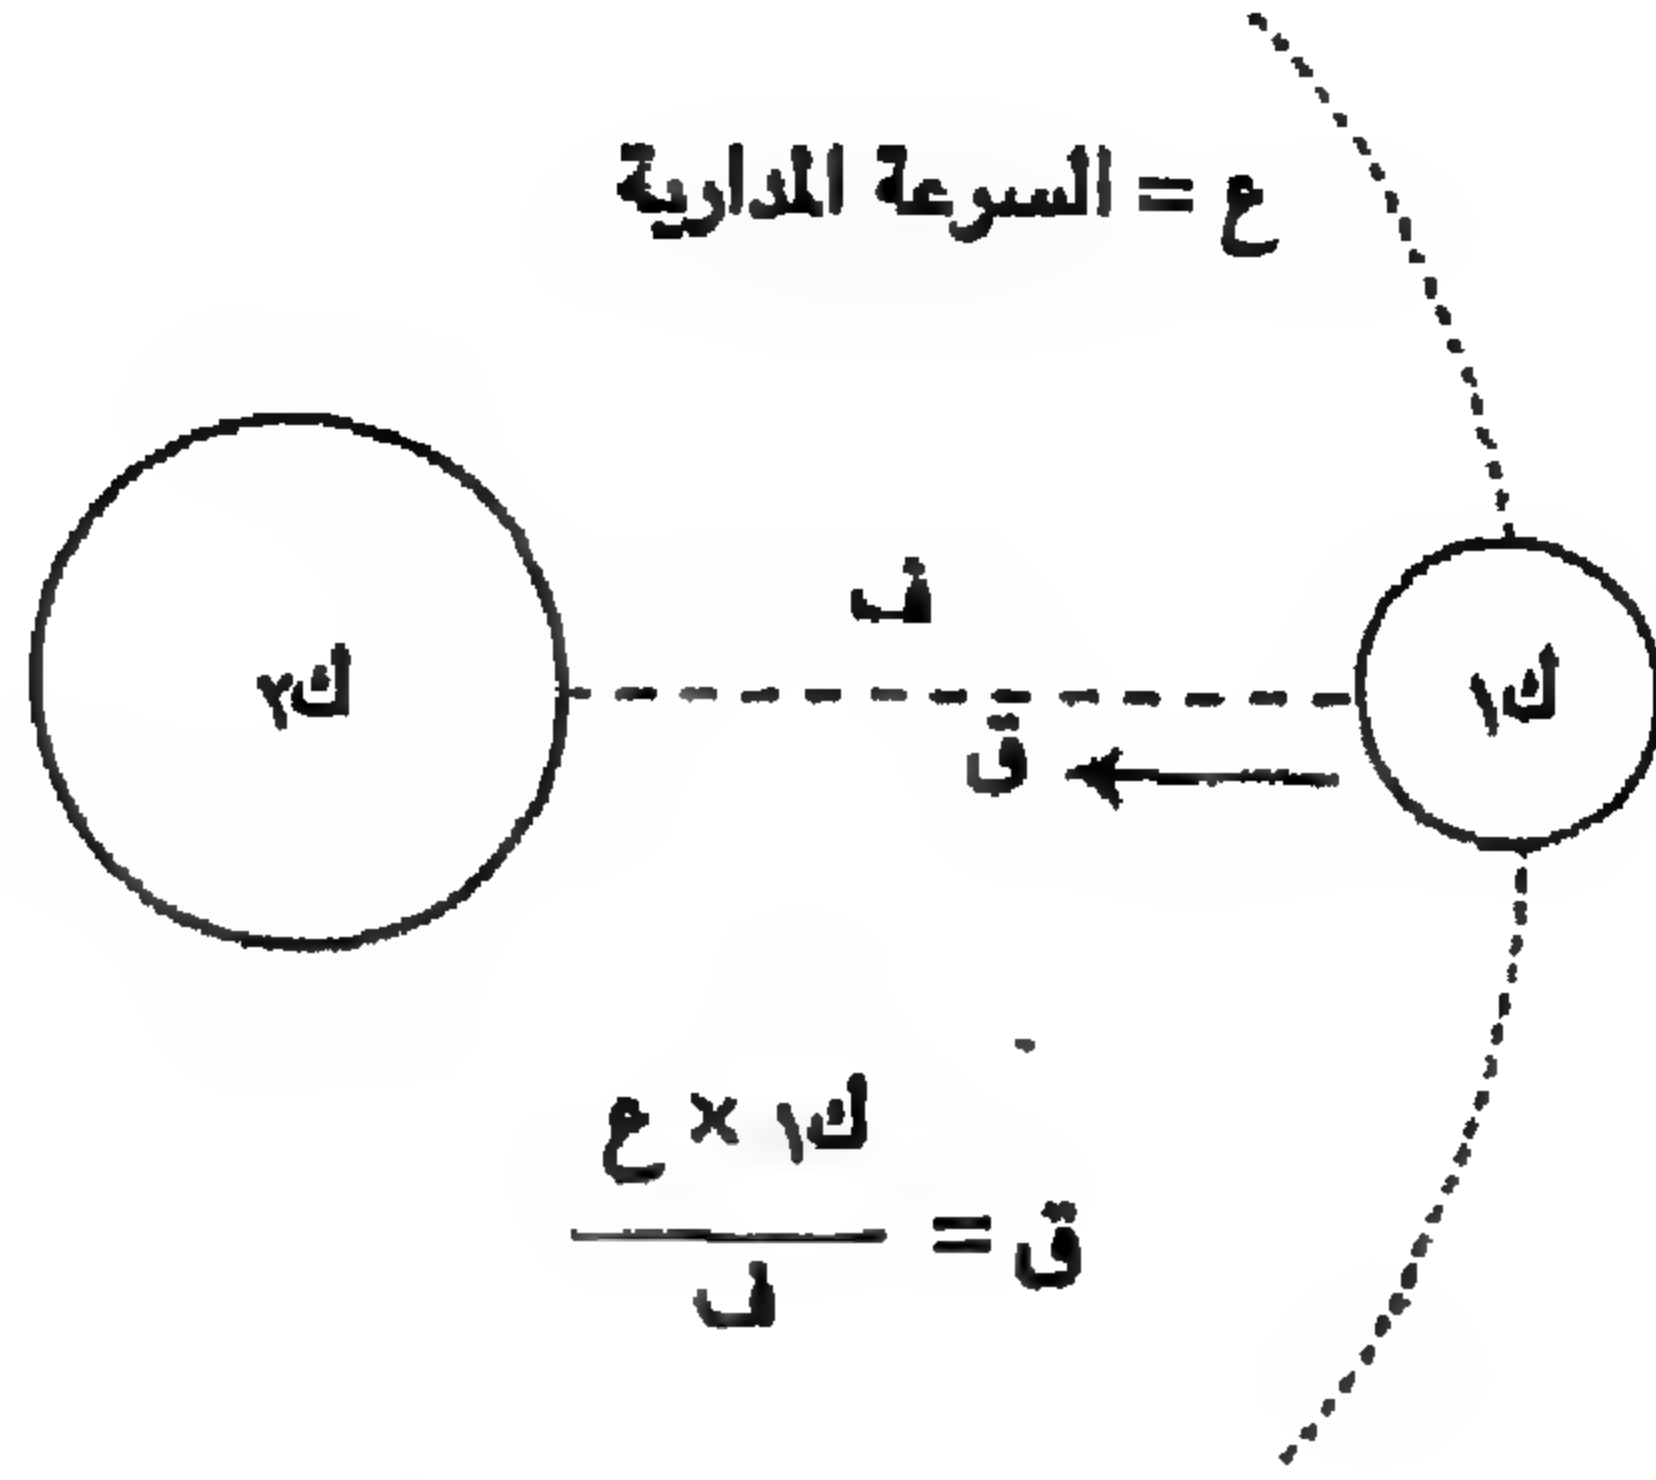 ع = السرعة المدارية
ف
ك١
ك٢
ق
ق = ك١ × ع
ف